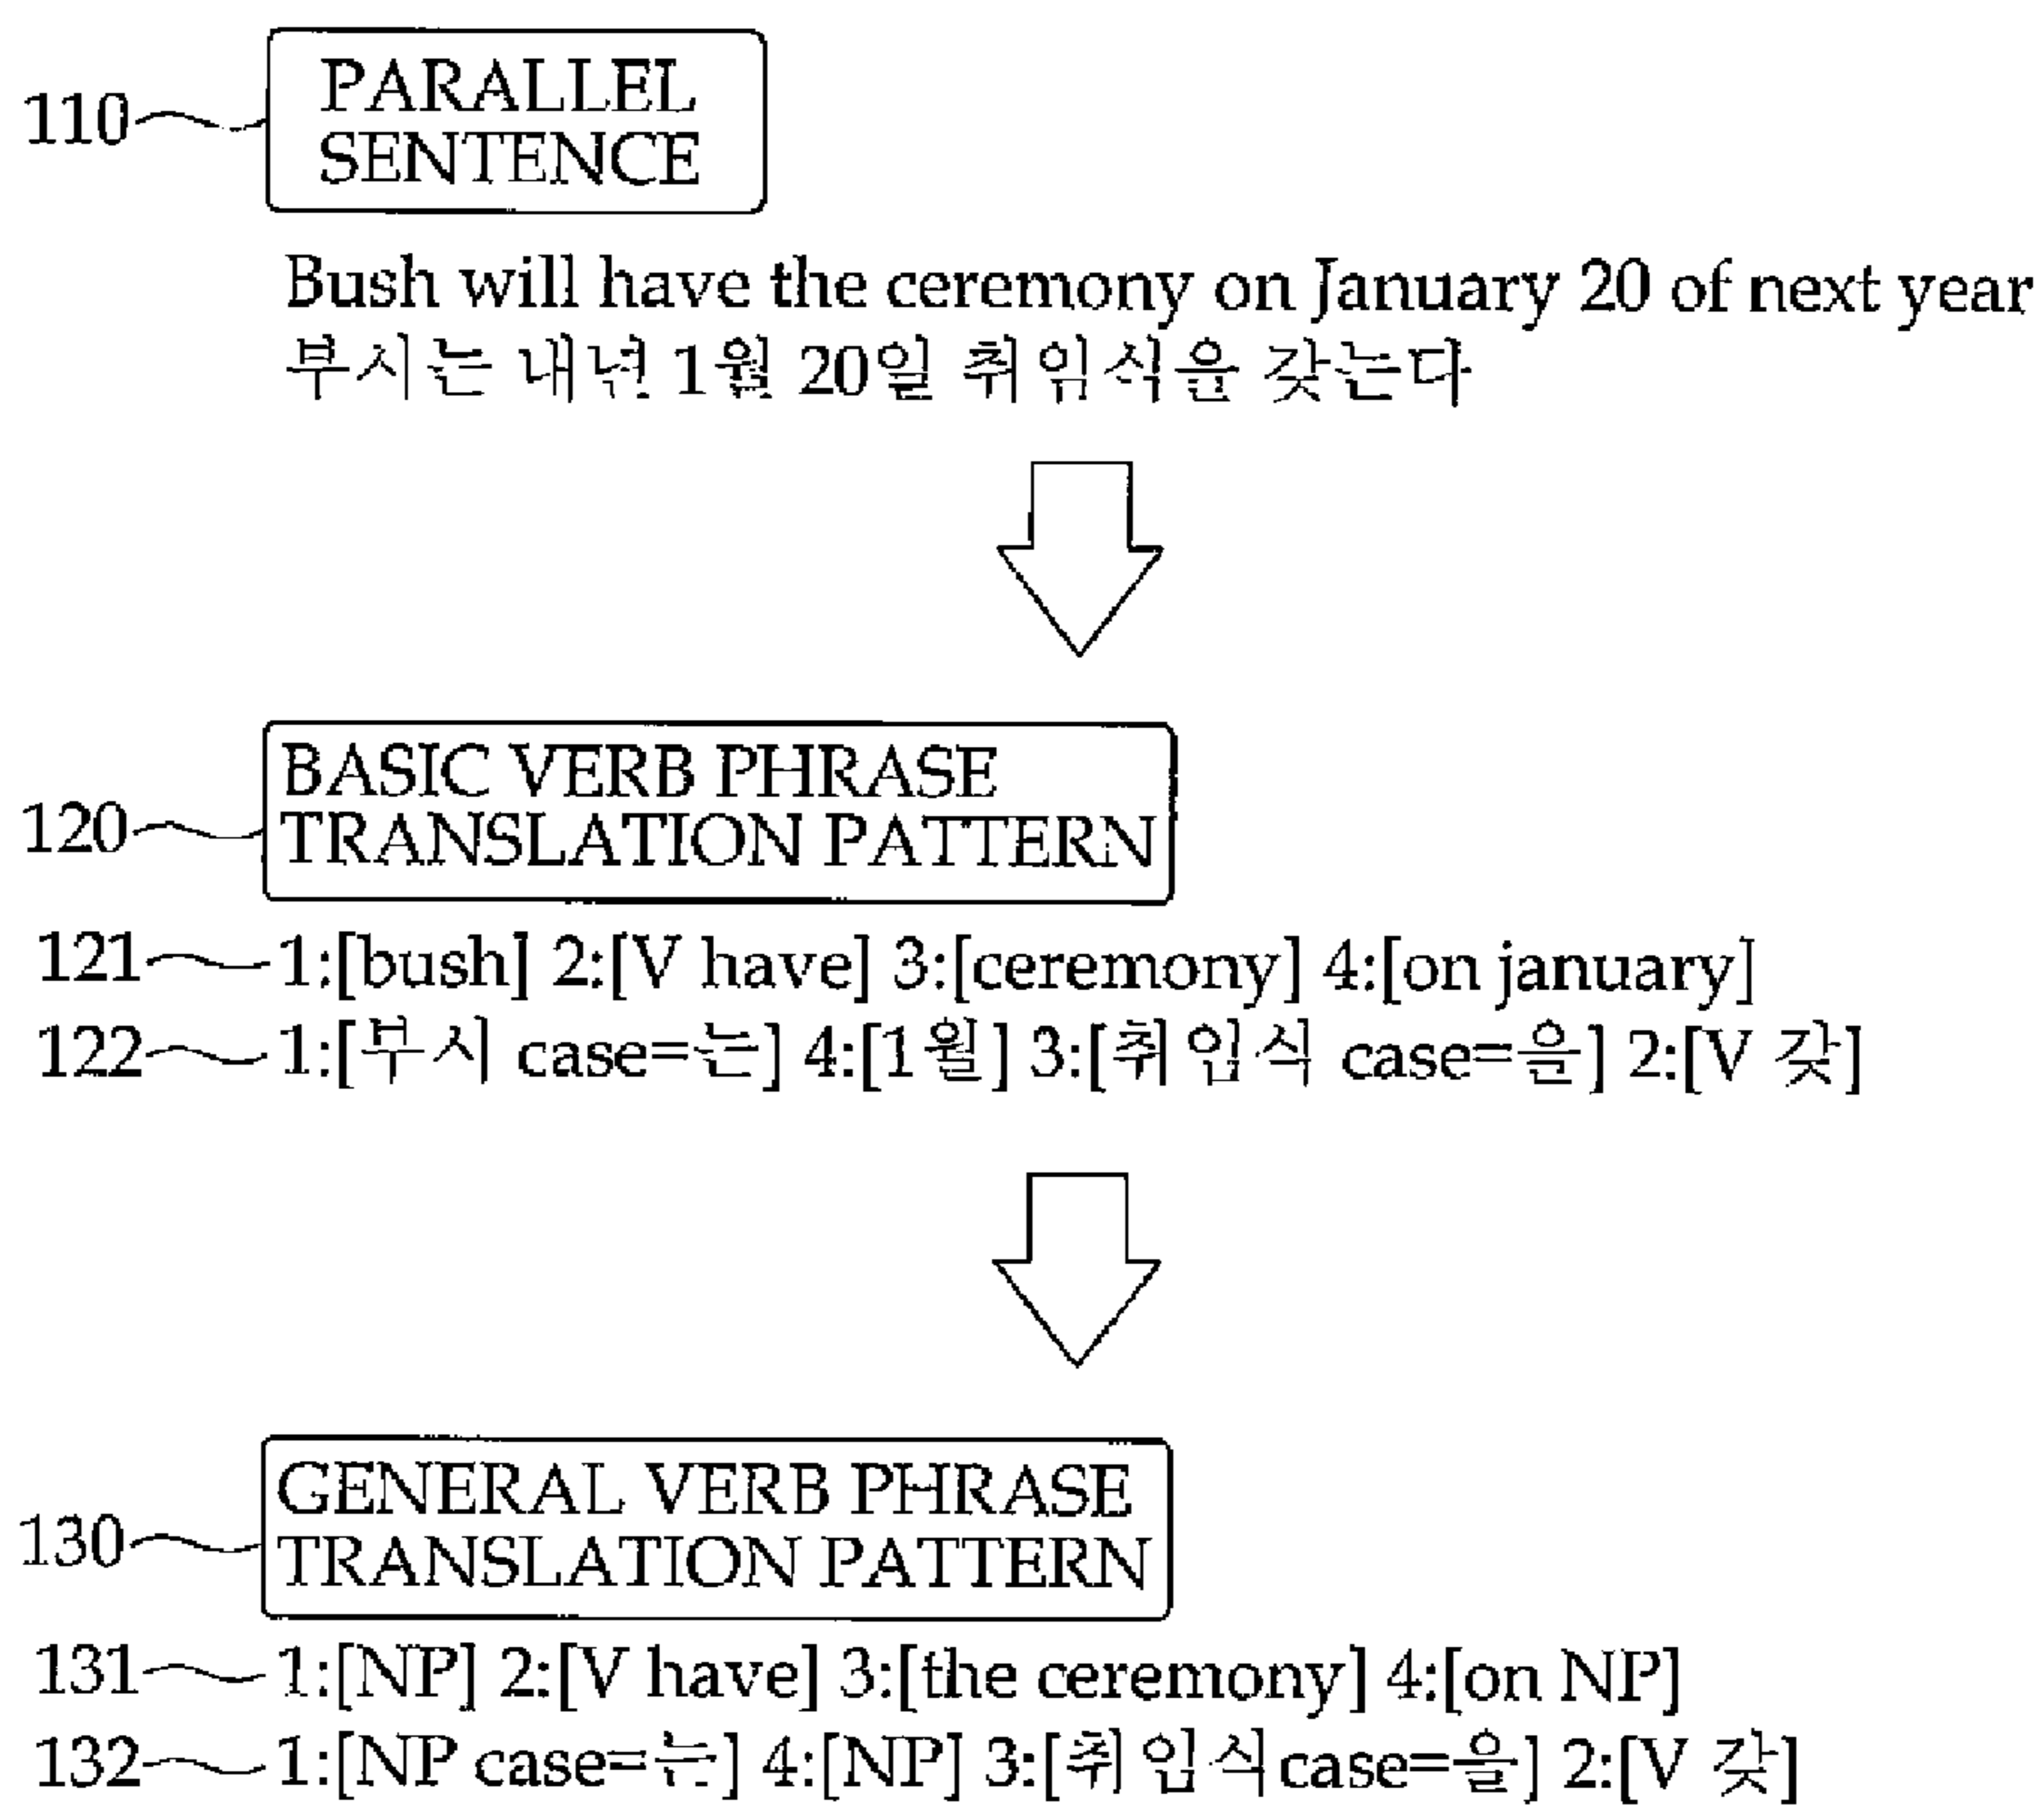 PARALLEL
110 SENTENCE
Bush will have the ceremony on January 20 of next year
부시는 내년 1월 20일 취임식을 갖는다
BASIC VERB PHRASE
120 TRANSLATION PATTERN
121 1:[bush] 2:[V have] 3:[ceremony] 4:[on january]
122 1:[부시 case=는] 4:[1월] 3:[취임식 case=을] 2:[V 갖]
GENERAL VERB PHRASE
130 TRANSLATION PATTERN
131 1:[NP] 2:[V have] 3:[the ceremony] 4:[on NP]
132 1:[NP case=는] 4:[NP] 3:[취임식case=을] 2:[V 갖]